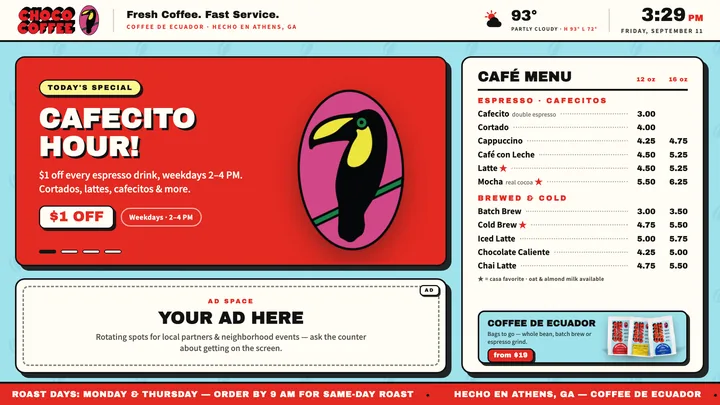 CHOCO
COFFEE
Fresh Coffee. Fast Service.
COFFEE DE ECUADOR · HECHO EN ATHENS, GA
93°
PARTLY CLOUDY · H 93° L 73°
3:29 PM
FRIDAY, SEPTEMBER 11
TODAY'S SPECIAL
CAFECITO
HOUR!
$1 off every espresso drink, weekdays 2–4 PM.
Cortados, lattes, cafecitos & more.
$1 OFF
Weekdays · 2–4 PM
AD
AD SPACE
YOUR AD HERE
Rotating spots for local partners & neighborhood events — ask the counter
about getting on the screen.
CAFÉ MENU 12 oz 16 oz
ESPRESSO · CAFECITOS
Cafecito double espresso 3.00
Cortado 4.00
Cappuccino 4.25 4.75
Café con Leche 4.50 5.25
Latte ★ 4.50 5.25
Mocha real cocoa ★ 5.50 6.25
BREWED & COLD
Batch Brew 3.00 3.50
Cold Brew ★ 4.75 5.50
Iced Latte 5.00 5.75
Chocolate Caliente 4.25 5.00
Chai Latte 4.75 5.50
★ = casa favorite · oat & almond milk available
COFFEE DE ECUADOR
Bags to go — whole bean, batch brew or
espresso grind.
from $19
ROAST DAYS: MONDAY & THURSDAY — ORDER BY 9 AM FOR SAME-DAY ROAST • HECHO EN ATHENS, GA — COFFEE DE ECUADOR •